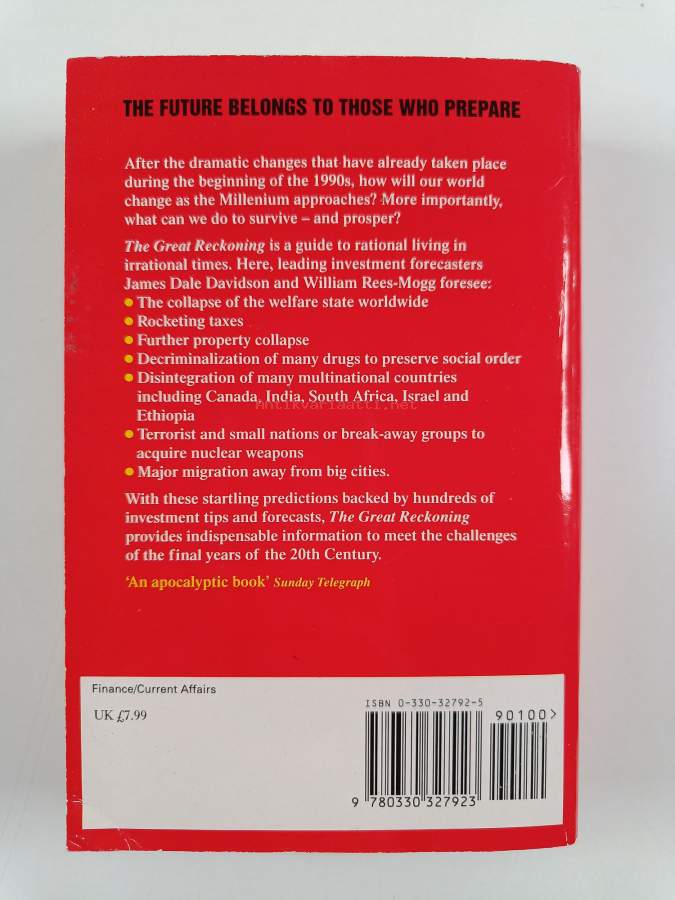 THE FUTURE BELONGS TO THOSE WHO PREPARE
After the dramatic changes that have already taken place
during the beginning of the 1990s, how will our world
change as the Millenium approaches? More importantly,
what can we do to survive – and prosper?
The Great Reckoning is a guide to rational living in
irrational times. Here, leading investment forecasters
James Dale Davidson and William Rees-Mogg foresee:
● The collapse of the welfare state worldwide
● Rocketing taxes
● Further property collapse
● Decriminalization of many drugs to preserve social order
● Disintegration of many multinational countries
including Canada, India, South Africa, Israel and
antikvariaatti.net
Ethiopia
● Terrorist and small nations or break-away groups to
acquire nuclear weapons
● Major migration away from big cities.
With these startling predictions backed by hundreds of
investment tips and forecasts, The Great Reckoning
provides indispensable information to meet the challenges
of the final years of the 20th Century.
‘An apocalyptic book’ Sunday Telegraph
Finance/Current Affairs
UK £7.99
ISBN 0-330-32792-5
90100>
9 780330 327923